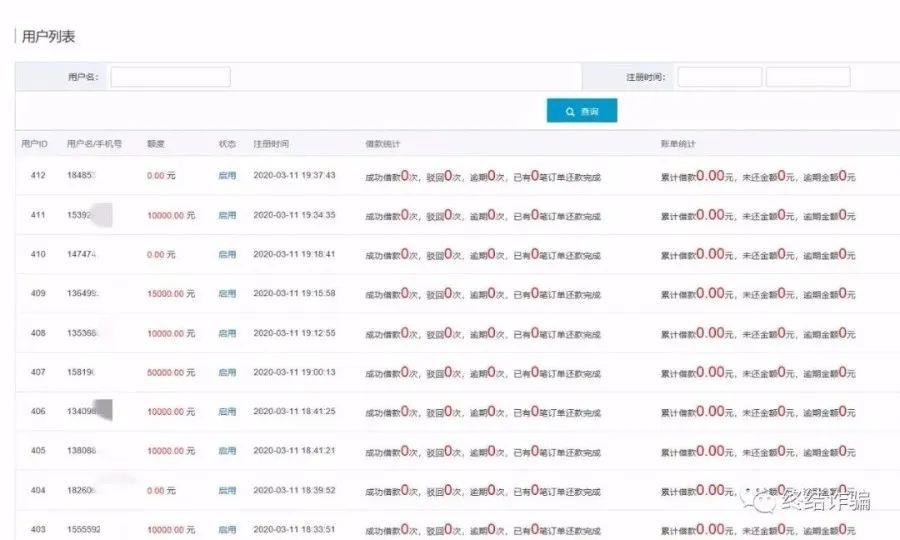 用户列表
用户名： 注册时间：
查询
用户ID 用户名/手机号 额度 状态 注册时间 借款统计 账单统计
412 18485 0.00 元 启用 2020-03-11 19:37:43 成功借款0次，驳回0次，逾期0次，已有0笔订单还款完成 累计借款0.00元，未还金额0元，逾期金额0元
411 15392 10000.00 元 启用 2020-03-11 19:34:35 成功借款0次，驳回0次，逾期0次，已有0笔订单还款完成 累计借款0.00元，未还金额0元，逾期金额0元
410 14747 0.00 元 启用 2020-03-11 19:18:41 成功借款0次，驳回0次，逾期0次，已有0笔订单还款完成 累计借款0.00元，未还金额0元，逾期金额0元
409 13649 15000.00 元 启用 2020-03-11 19:15:58 成功借款0次，驳回0次，逾期0次，已有0笔订单还款完成 累计借款0.00元，未还金额0元，逾期金额0元
408 13536 10000.00 元 启用 2020-03-11 19:12:55 成功借款0次，驳回0次，逾期0次，已有0笔订单还款完成 累计借款0.00元，未还金额0元，逾期金额0元
407 15819 50000.00 元 启用 2020-03-11 19:00:13 成功借款0次，驳回0次，逾期0次，已有0笔订单还款完成 累计借款0.00元，未还金额0元，逾期金额0元
406 13409 10000.00 元 启用 2020-03-11 18:41:25 成功借款0次，驳回0次，逾期0次，已有0笔订单还款完成 累计借款0.00元，未还金额0元，逾期金额0元
405 13808 10000.00 元 启用 2020-03-11 18:41:21 成功借款0次，驳回0次，逾期0次，已有0笔订单还款完成 累计借款0.00元，未还金额0元，逾期金额0元
404 18260 0.00 元 启用 2020-03-11 18:39:52 成功借款0次，驳回0次，逾期0次，已有0笔订单还款完成 累计借款0.00元，未还金额0元，逾期金额0元
403 1555592 10000.00 元 启用 2020-03-11 18:33:51 成功借款0次，驳回0次，逾期0次，已有0笔订单还款完成 累计借款0.00元，未还金额0元，逾期金额0元
终结诈骗